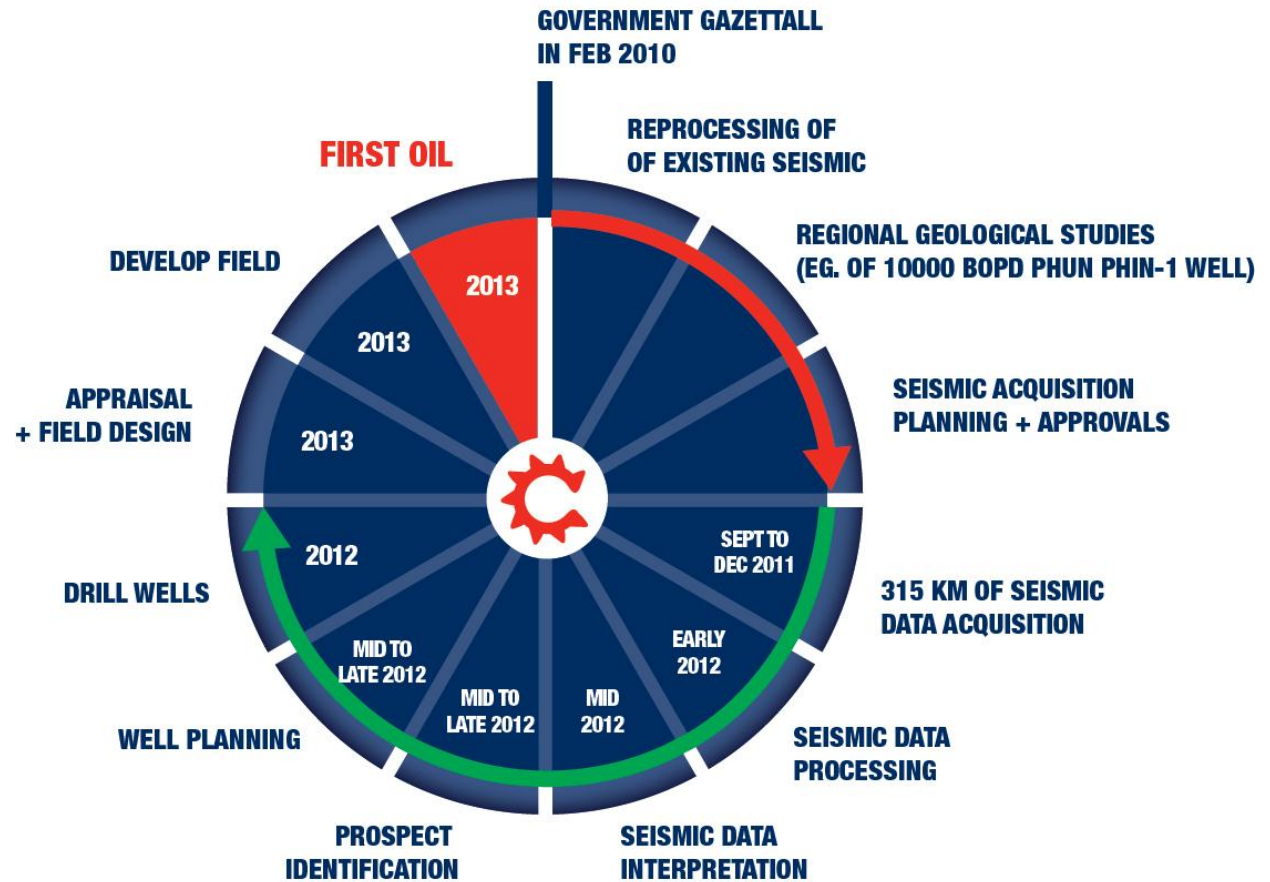 GOVERNMENT GAZETTALL
IN FEB 2010
REPROCESSING OF
OF EXISTING SEISMIC
REGIONAL GEOLOGICAL STUDIES
(EG. OF 10000 BOPD PHUN PHIN-1 WELL)
SEISMIC ACQUISITION
PLANNING + APPROVALS
SEPT TO
DEC 2011
315 KM OF SEISMIC
DATA ACQUISITION
EARLY
2012
SEISMIC DATA
PROCESSING
MID
2012
SEISMIC DATA
INTERPRETATION
MID TO
LATE 2012
PROSPECT
IDENTIFICATION
MID TO
LATE 2012
WELL PLANNING
2012
DRILL WELLS
2013
APPRAISAL
+ FIELD DESIGN
2013
DEVELOP FIELD
2013
FIRST OIL